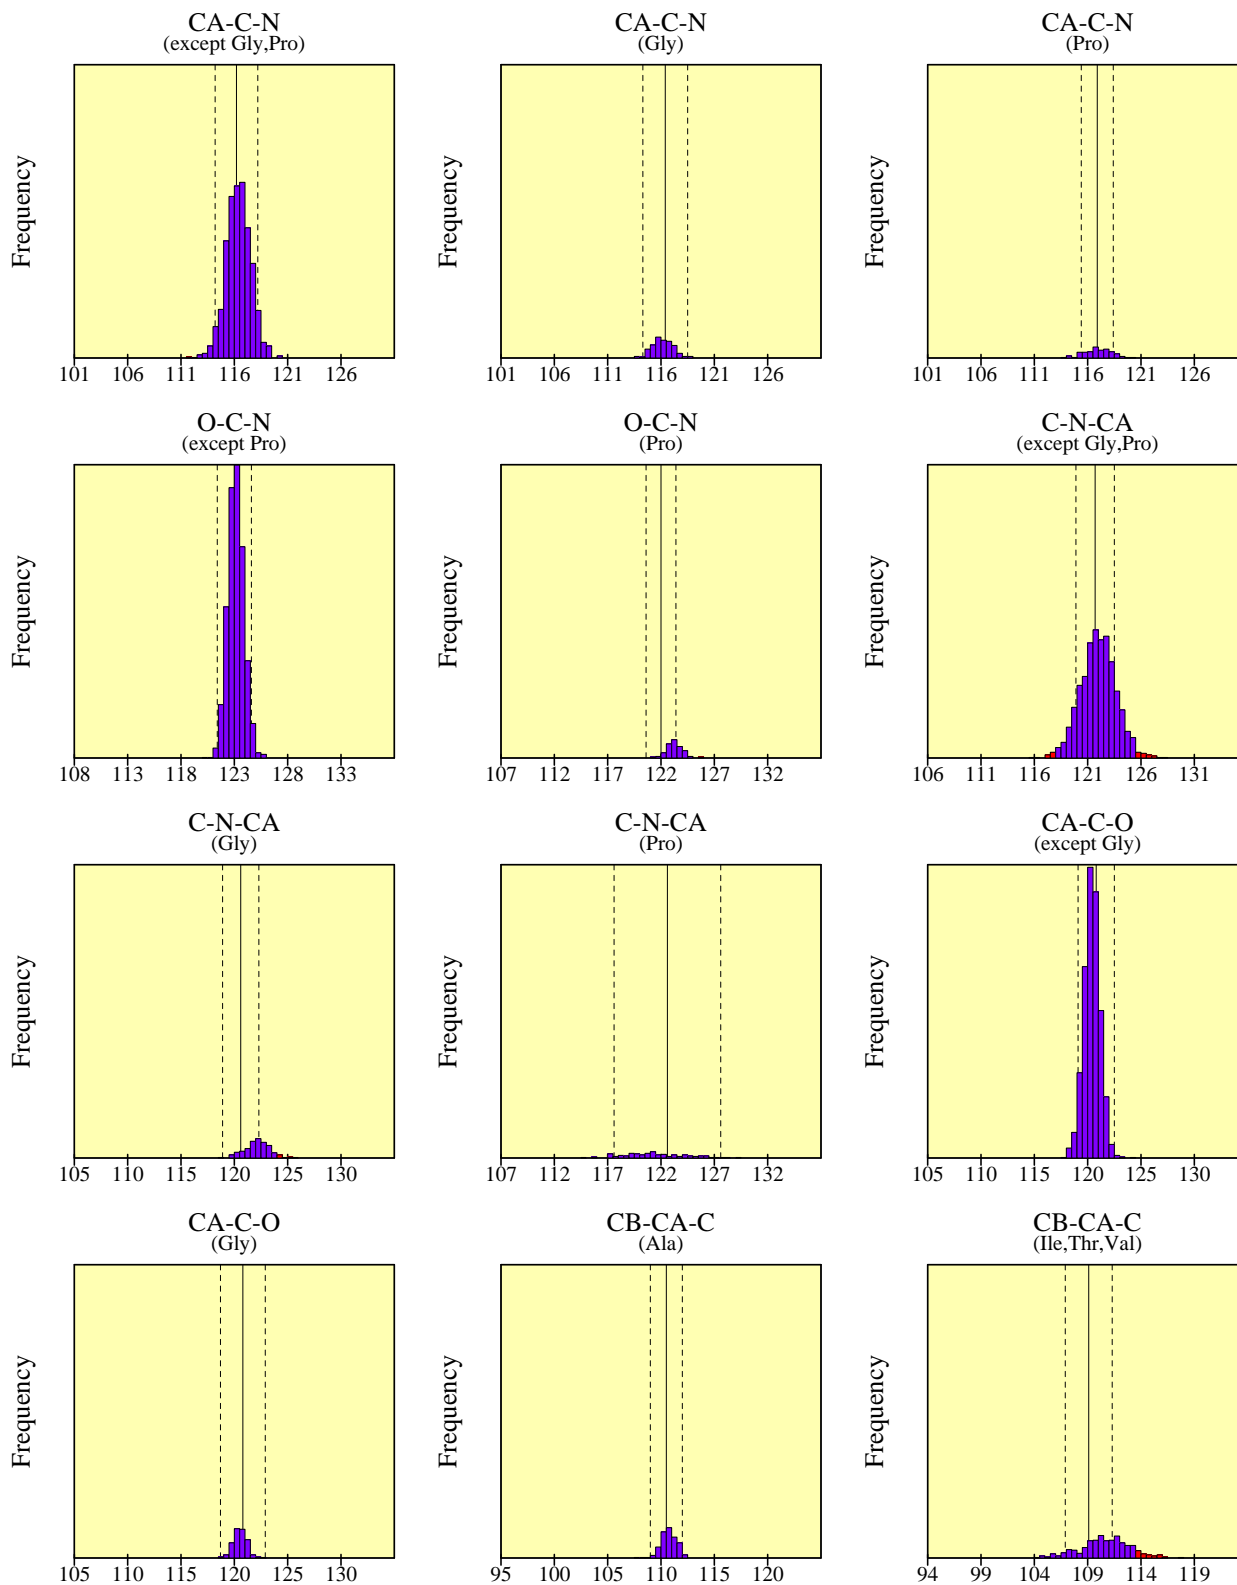 CA-C-N
(except Gly,Pro)
CA-C-N
(Gly)
CA-C-N
(Pro)
Frequency
Frequency
Frequency
101 106 111 116 121 126
101 106 111 116 121 126
101 106 111 116 121 126
O-C-N
(except Pro)
O-C-N
(Pro)
C-N-CA
(except Gly,Pro)
Frequency
Frequency
Frequency
108 113 118 123 128 133
107 112 117 122 127 132
106 111 116 121 126 131
C-N-CA
(Gly)
C-N-CA
(Pro)
CA-C-O
(except Gly)
Frequency
Frequency
Frequency
105 110 115 120 125 130
107 112 117 122 127 132
105 110 115 120 125 130
CA-C-O
(Gly)
CB-CA-C
(Ala)
CB-CA-C
(Ile,Thr,Val)
Frequency
Frequency
Frequency
105 110 115 120 125 130
95 100 105 110 115 120
94 99 104 109 114 119